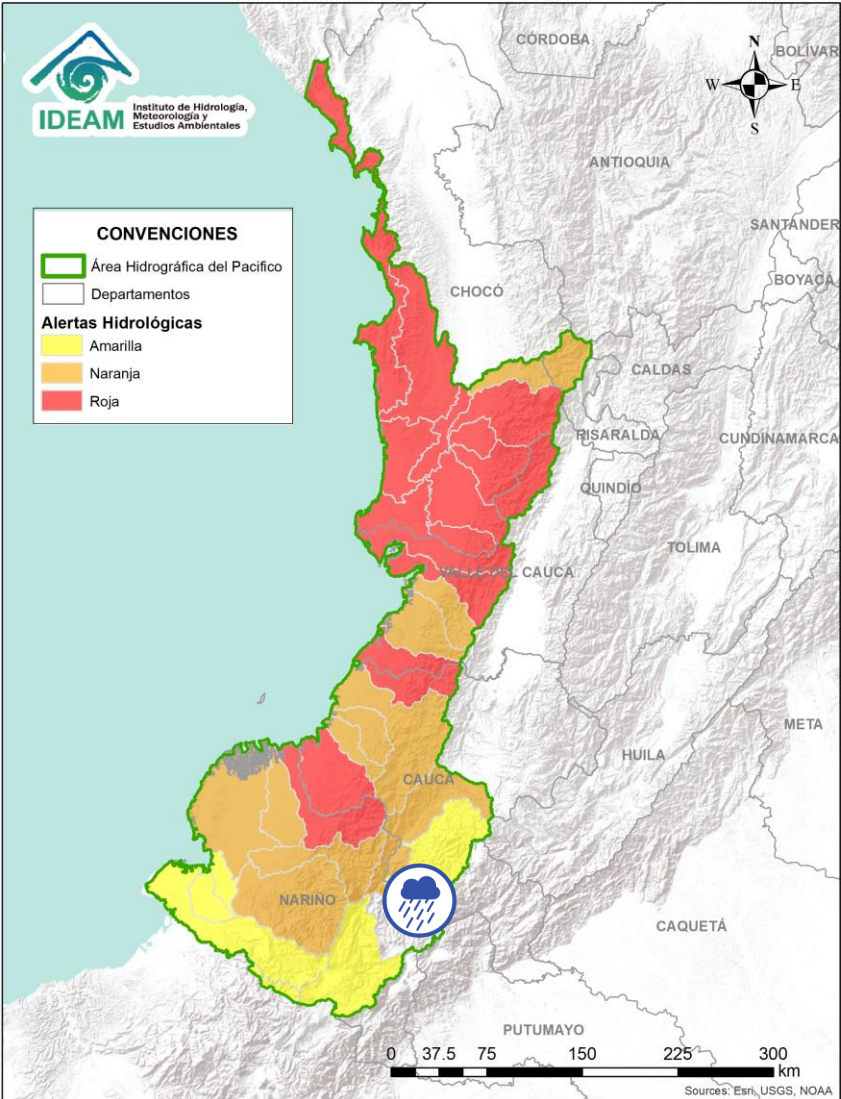 IDEAM
Instituto de Hidrología,
Meteorología y
Estudios Ambientales
CÓRDOBA
BOLÍVAR
N
W
E
S
ANTIOQUIA
SANTANDER
BOYACÁ
CHOCÓ
CONVENCIONES
Área Hidrográfica del Pacifico
Departamentos
Alertas Hidrológicas
Amarilla
Naranja
Roja
CALDAS
RISARALDA
CUNDINAMARCA
QUINDÍO
TOLIMA
VALLE DEL CAUCA
META
HUILA
CAUCA
NARIÑO
CAQUETÁ
PUTUMAYO
0 37.5 75 150 225 300
km
Sources: Esri, USGS, NOAA